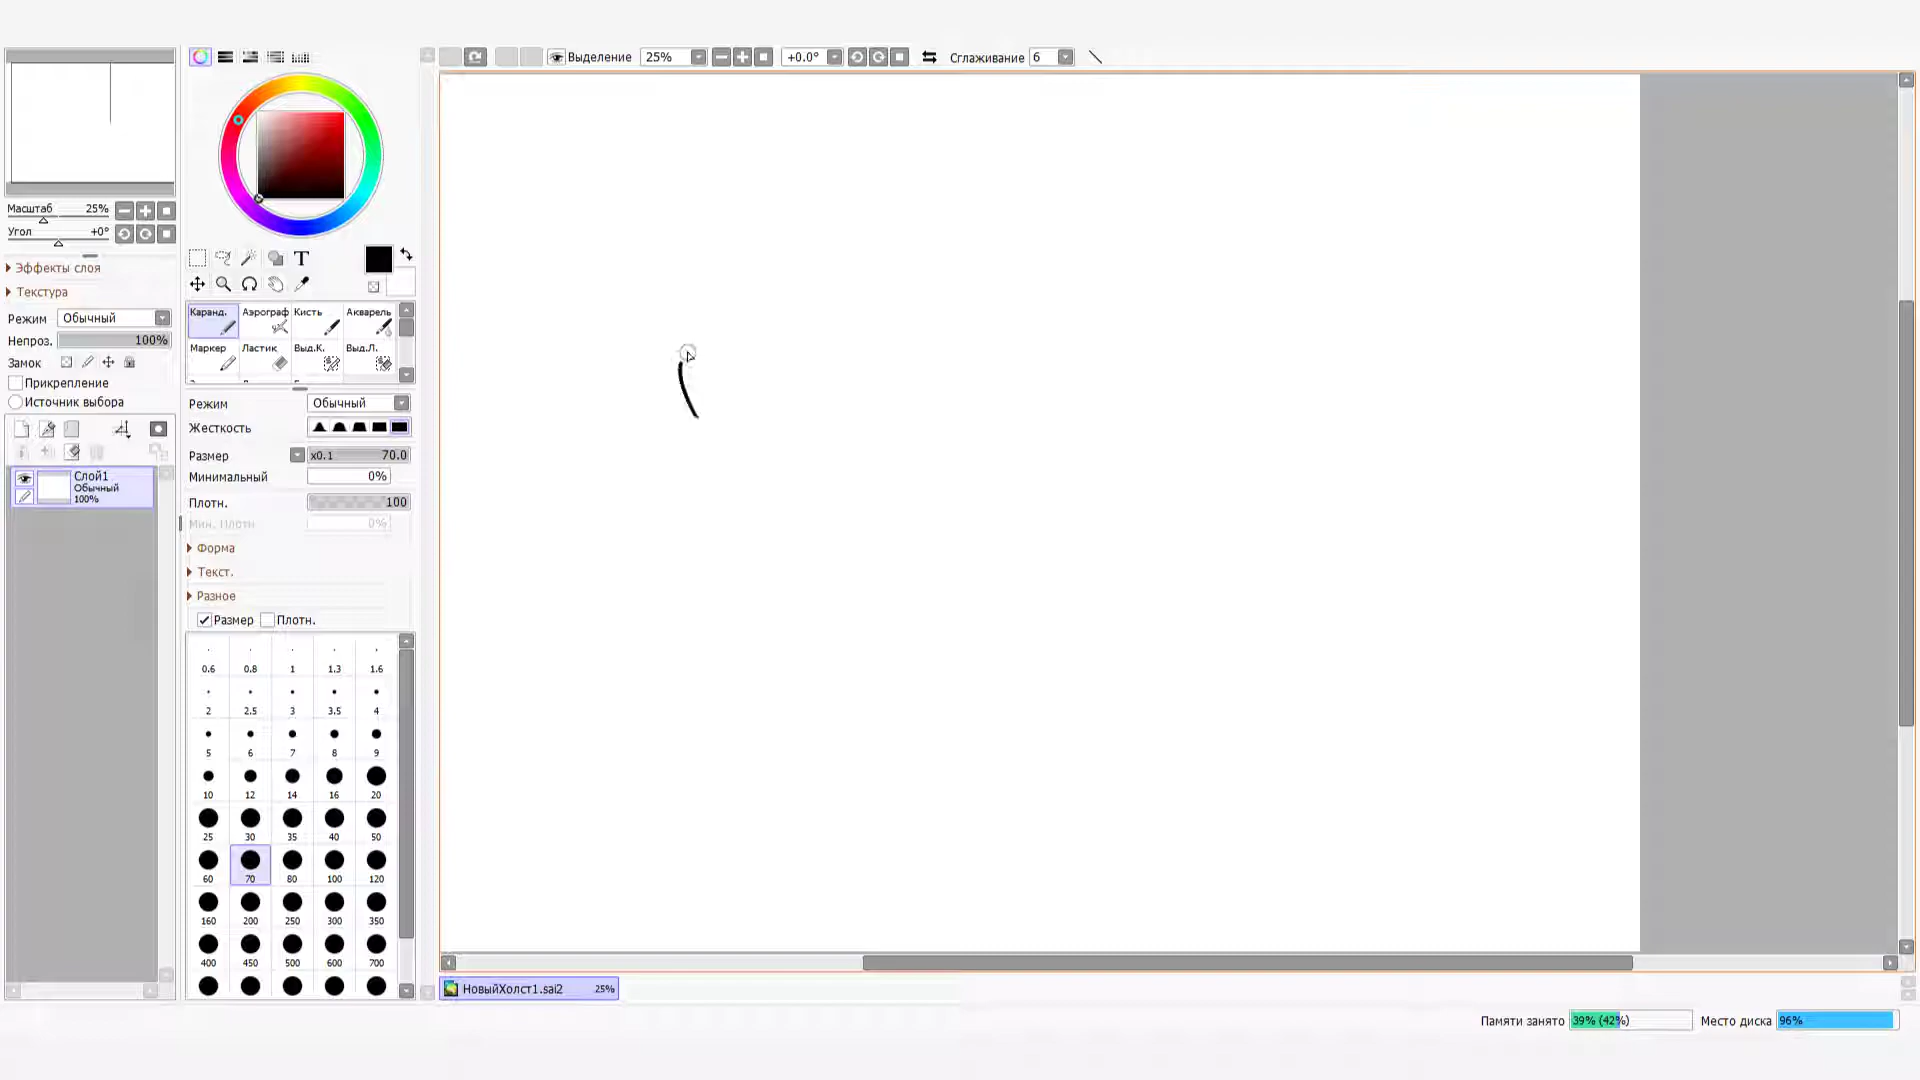 Выделение 25% +0.0° Сглаживание 6
Масштаб 25%
Угол +0°
Эффекты слоя
Текстура
Режим Обычный
Непроз. 100%
Замок
Прикрепление
Источник выбора
Слой1
Обычный
100%
T
Каранд. Аэрограф Кисть Акварель
Маркер Ластик Выд.К. Выд.Л.
Режим Обычный
Жесткость
Размер x0.1 70.0
Минимальный 0%
Плотн. 100
Мин. Плотн 0%
Форма
Текст.
Разное
Размер Плотн.
0.6 0.8 1 1.3 1.6
2 2.5 3 3.5 4
5 6 7 8 9
10 12 14 16 20
25 30 35 40 50
60 70 80 100 120
160 200 250 300 350
400 450 500 600 700
НовыйХолст1.sai2 25%
Памяти занято 39% (42%) Место диска 96%